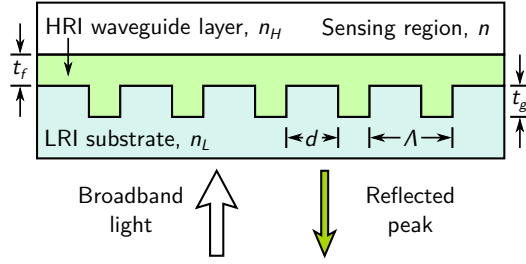 HRI waveguide layer, n_H
Sensing region, n
t_f
t_g
LRI substrate, n_L
d
Λ
Broadband
light
Reflected
peak